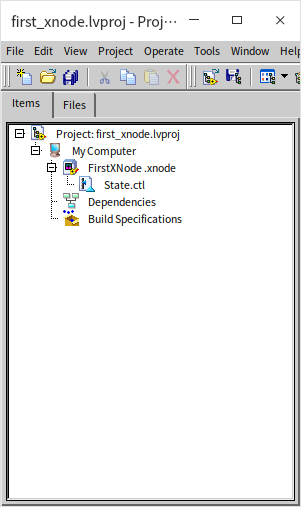 first_xnode.lvproj - Proj...
File Edit View Project Operate Tools Window Help
Items Files
Project: first_xnode.lvproj
My Computer
FirstXNode .xnode
State.ctl
Dependencies
Build Specifications